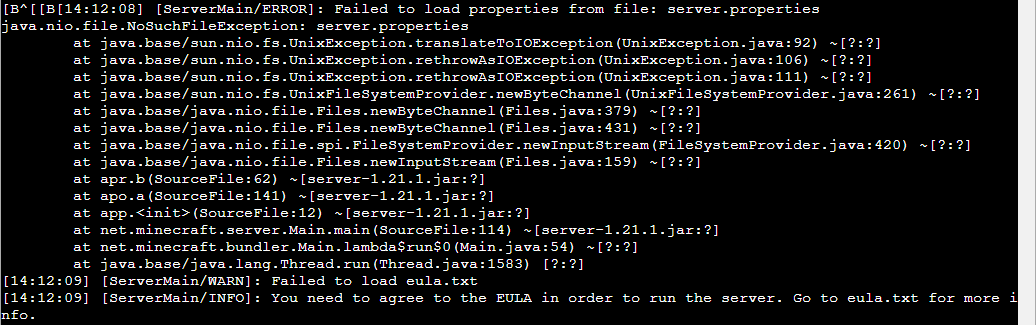 [B^[[B[14:12:08] [ServerMain/ERROR]: Failed to load properties from file: server.properties
java.nio.file.NoSuchFileException: server.properties
        at java.base/sun.nio.fs.UnixException.translateToIOException(UnixException.java:92) ~[?:?]
        at java.base/sun.nio.fs.UnixException.rethrowAsIOException(UnixException.java:106) ~[?:?]
        at java.base/sun.nio.fs.UnixException.rethrowAsIOException(UnixException.java:111) ~[?:?]
        at java.base/sun.nio.fs.UnixFileSystemProvider.newByteChannel(UnixFileSystemProvider.java:261) ~[?:?]
        at java.base/java.nio.file.Files.newByteChannel(Files.java:379) ~[?:?]
        at java.base/java.nio.file.Files.newByteChannel(Files.java:431) ~[?:?]
        at java.base/java.nio.file.spi.FileSystemProvider.newInputStream(FileSystemProvider.java:420) ~[?:?]
        at java.base/java.nio.file.Files.newInputStream(Files.java:159) ~[?:?]
        at apr.b(SourceFile:62) ~[server-1.21.1.jar:?]
        at apo.a(SourceFile:141) ~[server-1.21.1.jar:?]
        at app.<init>(SourceFile:12) ~[server-1.21.1.jar:?]
        at net.minecraft.server.Main.main(SourceFile:114) ~[server-1.21.1.jar:?]
        at net.minecraft.bundler.Main.lambda$run$0(Main.java:54) ~[?:?]
        at java.base/java.lang.Thread.run(Thread.java:1583) [?:?]
[14:12:09] [ServerMain/WARN]: Failed to load eula.txt
[14:12:09] [ServerMain/INFO]: You need to agree to the EULA in order to run the server. Go to eula.txt for more i
nfo.